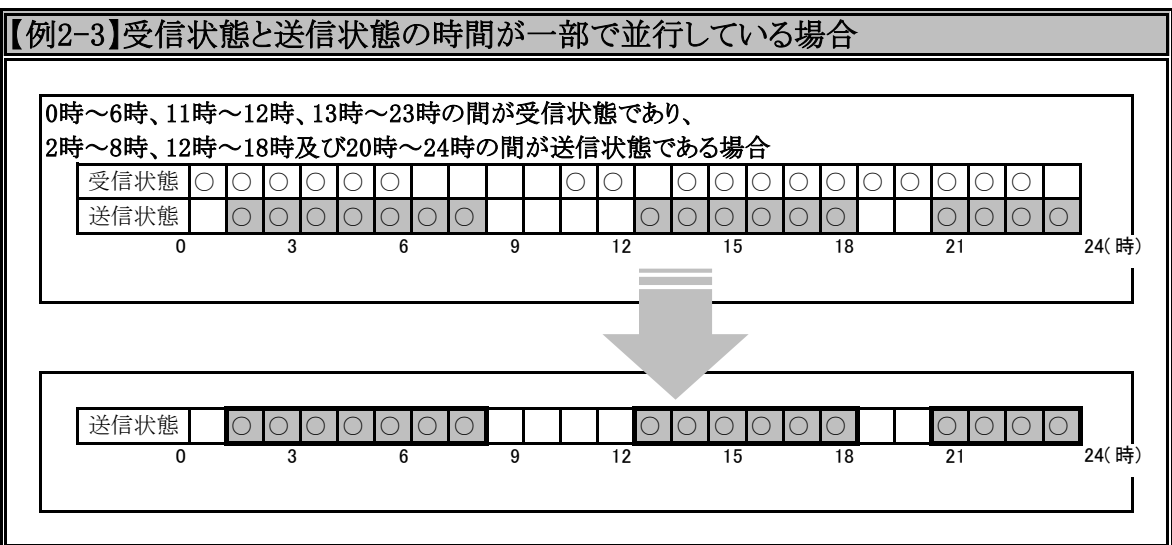 【例2-3】受信状態と送信状態の時間が一部で並行している場合
0時～6時、11時～12時、13時～23時の間が受信状態であり、
2時～8時、12時～18時及び20時～24時の間が送信状態である場合
受信状態 ○ ○ ○ ○ ○ ○ ○ ○ ○ ○ ○ ○ ○ ○ ○ ○ ○ ○
送信状態 ○ ○ ○ ○ ○ ○ ○ ○ ○ ○ ○ ○ ○ ○ ○ ○ ○
0 3 6 9 12 15 18 21 24(時)
送信状態 ○ ○ ○ ○ ○ ○ ○ ○ ○ ○ ○ ○ ○ ○ ○ ○ ○
0 3 6 9 12 15 18 21 24(時)